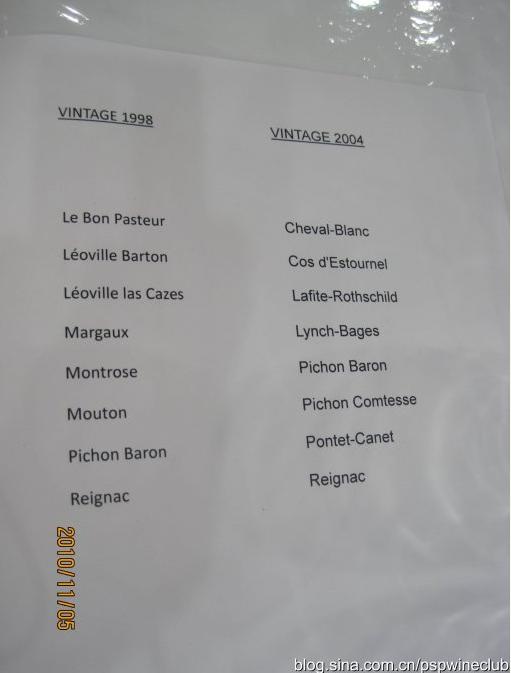 VINTAGE 1998
Le Bon Pasteur
Léoville Barton
Léoville las Cazes
Margaux
Montrose
Mouton
Pichon Baron
Reignac
VINTAGE 2004
Cheval-Blanc
Cos d'Estournel
Lafite-Rothschild
Lynch-Bages
Pichon Baron
Pichon Comtesse
Pontet-Canet
Reignac
2010/11/05
blog.sina.com.cn/pspwineclub